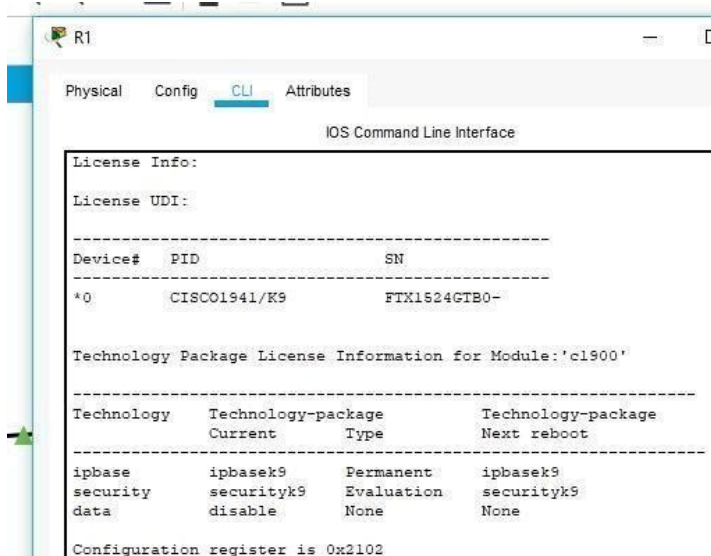 R1
Physical Config CLI Attributes
IOS Command Line Interface
License Info:
License UDI:
-------------------------------------------------
Device# PID SN
-------------------------------------------------
*0 CISCO1941/K9 FTX1524GTB0-
Technology Package License Information for Module:'c1900'
----------------------------------------------------------------
Technology Technology-package Technology-package
Current Type Next reboot
-----------------------------------------------------------------
ipbase ipbasek9 Permanent ipbasek9
security securityk9 Evaluation securityk9
data disable None None
Configuration register is 0x2102